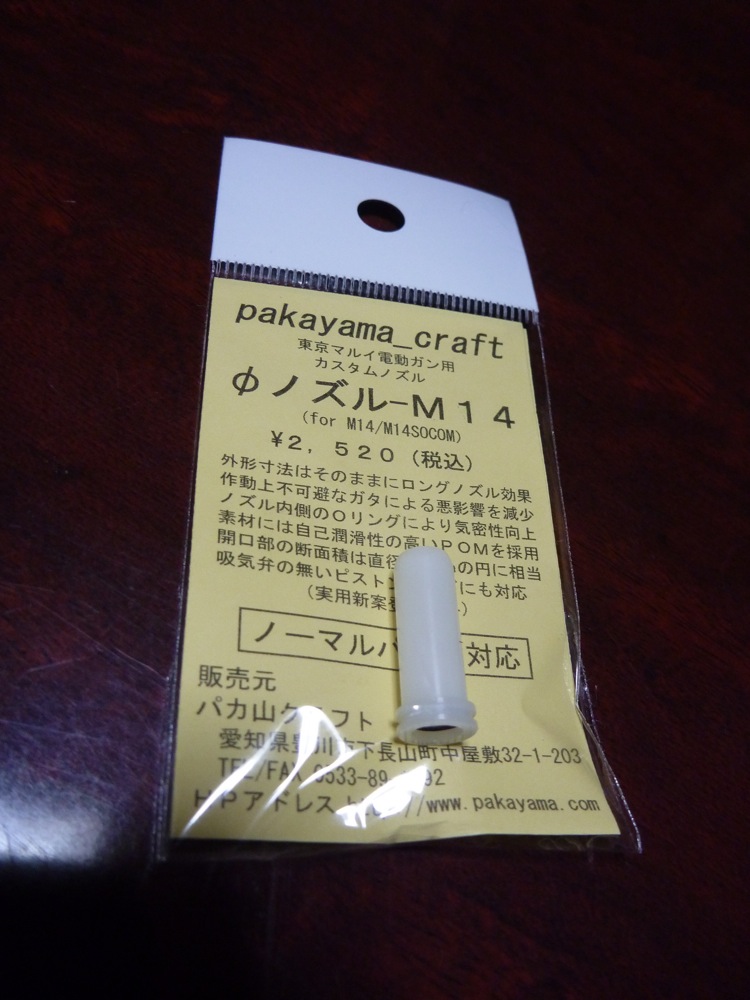 pakayama_craft
東京マルイ電動ガン用
カスタムノズル
φノズル-M14
(for M14/M14SOCOM)
¥2,520(税込)
外形寸法はそのままにロングノズル効果
作動上不可避なガタによる悪影響を減少
ノズル内側のOリングにより気密性向上
素材には自己潤滑性の高いPOMを採用
開口部の断面積は直径 の円に相当
吸気弁の無いピスト にも対応
(実用新案
ノーマルバ 対応
販売元
パカ山クラフト
愛知県豊川市下長山町中屋敷32-1-203
TEL/FAX 0533-89- 92
HPアドレス http://www.pakayama.com